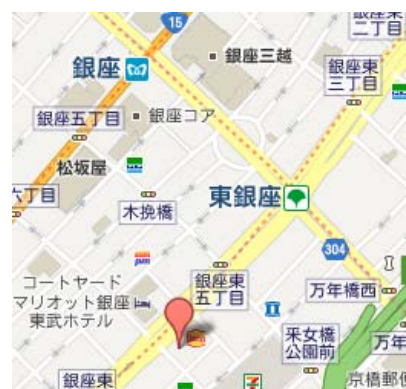 15
銀座東
二丁目
銀座
銀座三越
銀座東
三丁目
銀座五丁目
銀座コア
松坂屋
六丁目
東銀座
木挽橋
304
コートヤード
マリオット銀座
東武ホテル
銀座東
五丁目
万年橋西
采女橋
公園前
万年
銀座東
京橋郵便